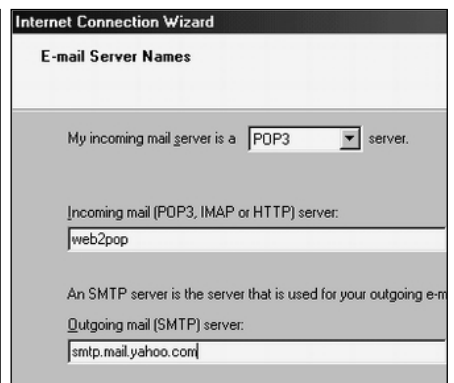 Internet Connection Wizard
E-mail Server Names
My incoming mail server is a POP3 server.
Incoming mail (POP3, IMAP or HTTP) server:
web2pop
An SMTP server is the server that is used for your outgoing e-m
Outgoing mail (SMTP) server:
smtp.mail.yahoo.com